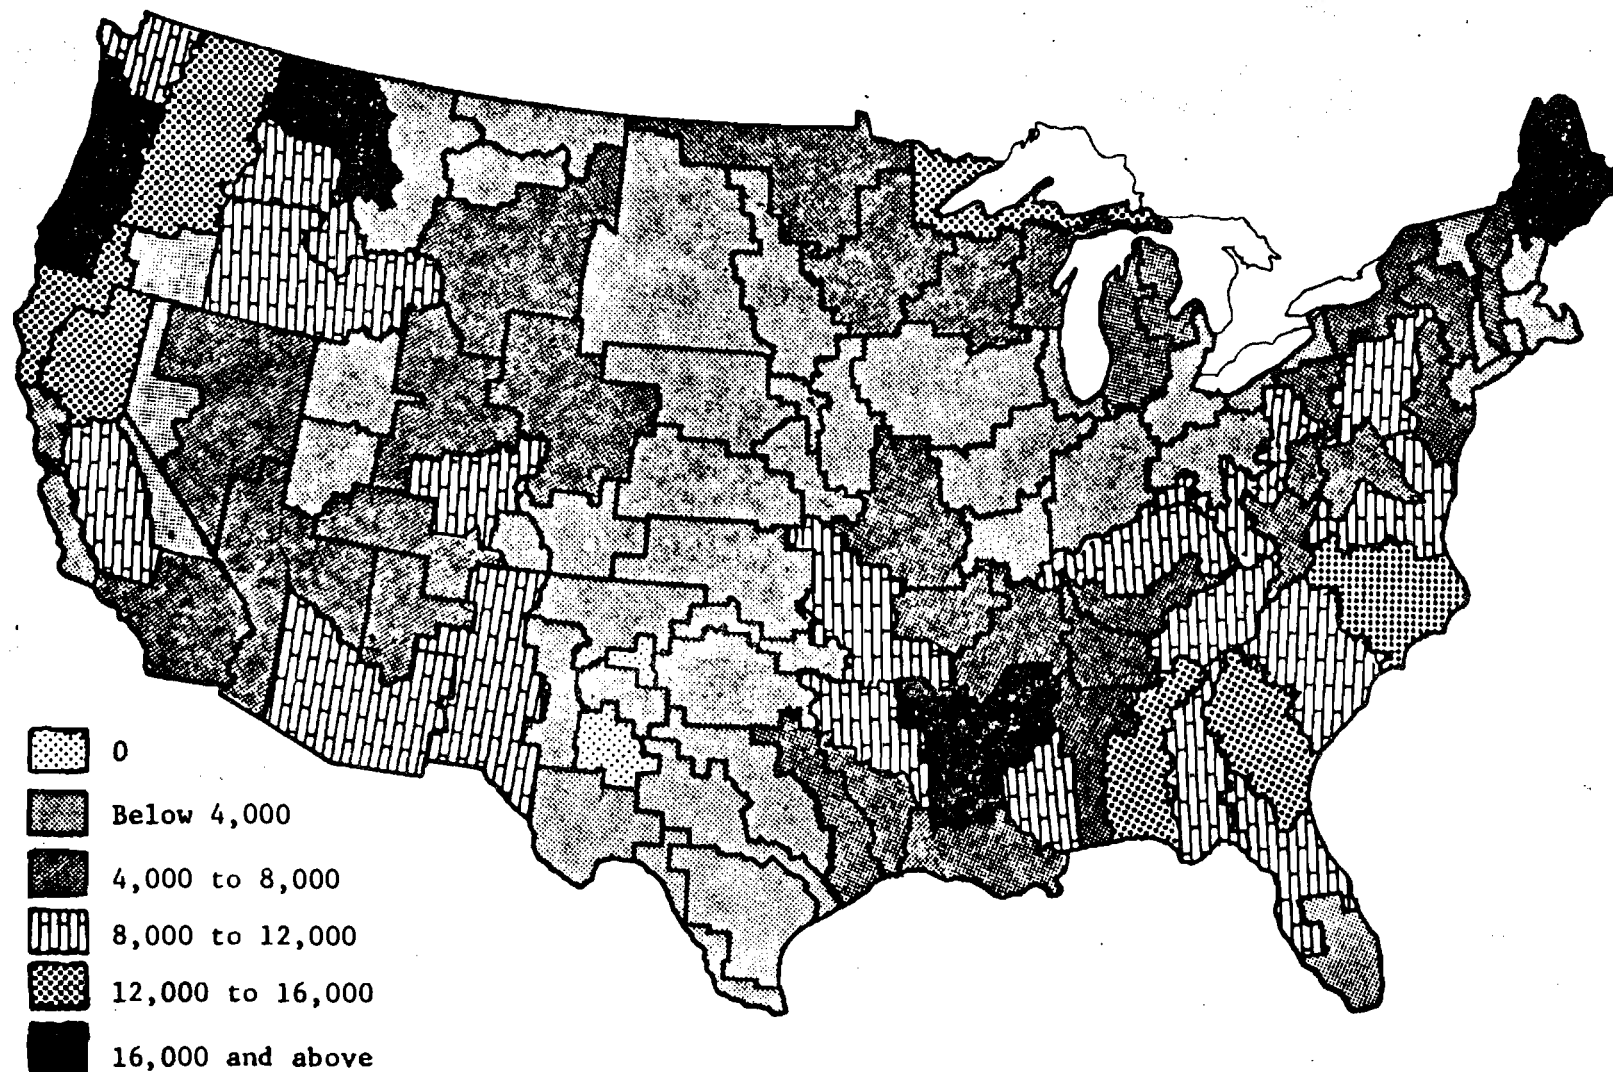 0
Below 4,000
4,000 to 8,000
8,000 to 12,000
12,000 to 16,000
16,000 and above